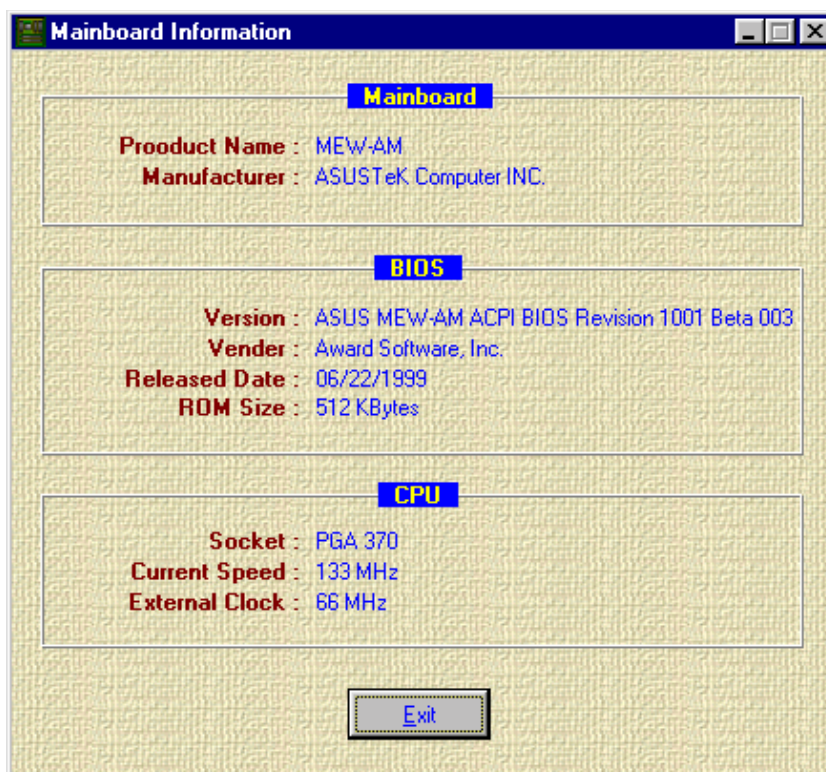 Mainboard Information
Mainboard
Prooduct Name : MEW-AM
Manufacturer : ASUSTeK Computer INC.
BIOS
Version : ASUS MEW-AM ACPI BIOS Revision 1001 Beta 003
Vender : Award Software, Inc.
Released Date : 06/22/1999
ROM Size : 512 KBytes
CPU
Socket : PGA 370
Current Speed : 133 MHz
External Clock : 66 MHz
Exit